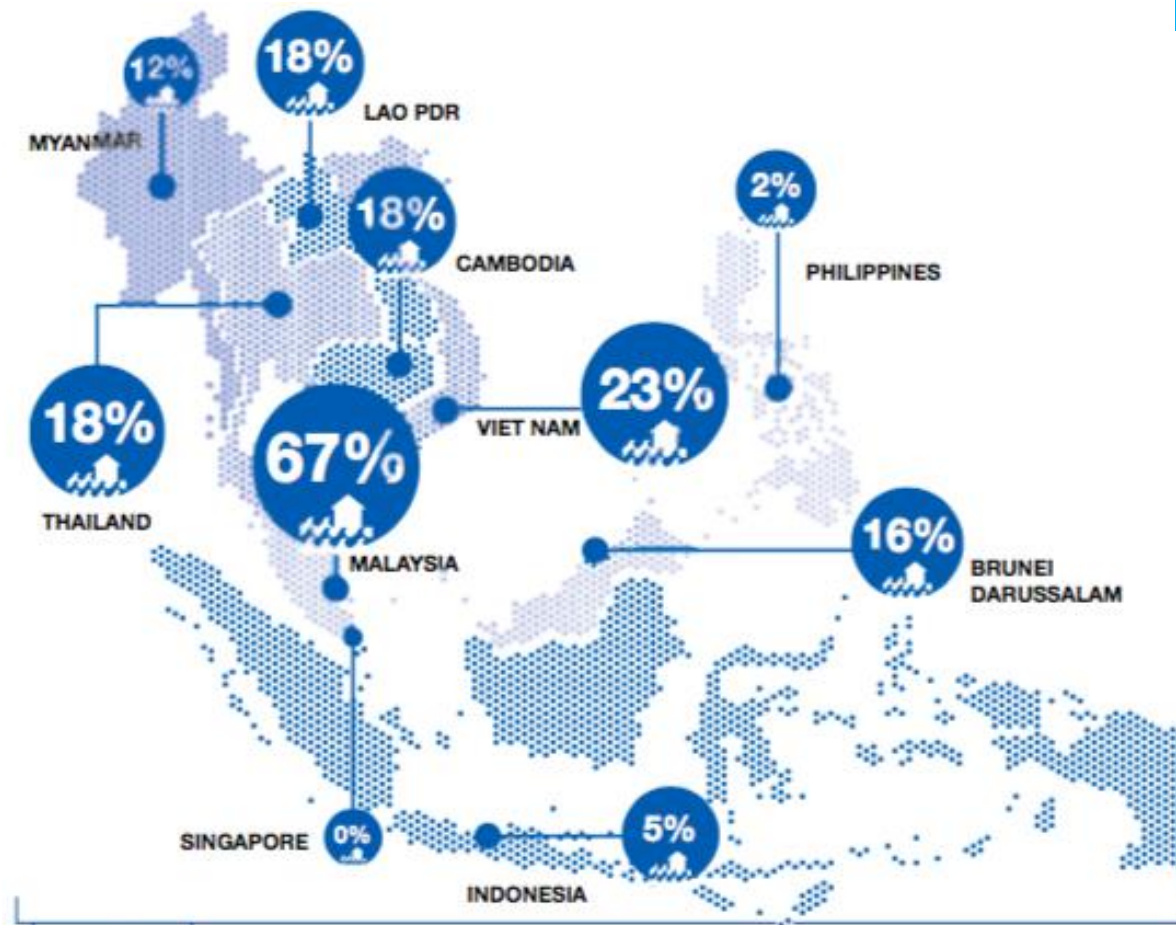 12%
MYANMAR
18%
LAO PDR
18%
CAMBODIA
2%
PHILIPPINES
18%
THAILAND
67%
MALAYSIA
VIET NAM
23%
16%
BRUNEI
DARUSSALAM
SINGAPORE
0%
5%
INDONESIA